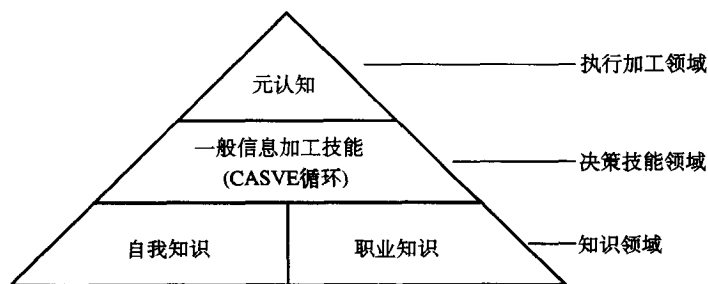 元认知
执行加工领域
一般信息加工技能
(CASVE循环)
决策技能领域
自我知识
职业知识
知识领域